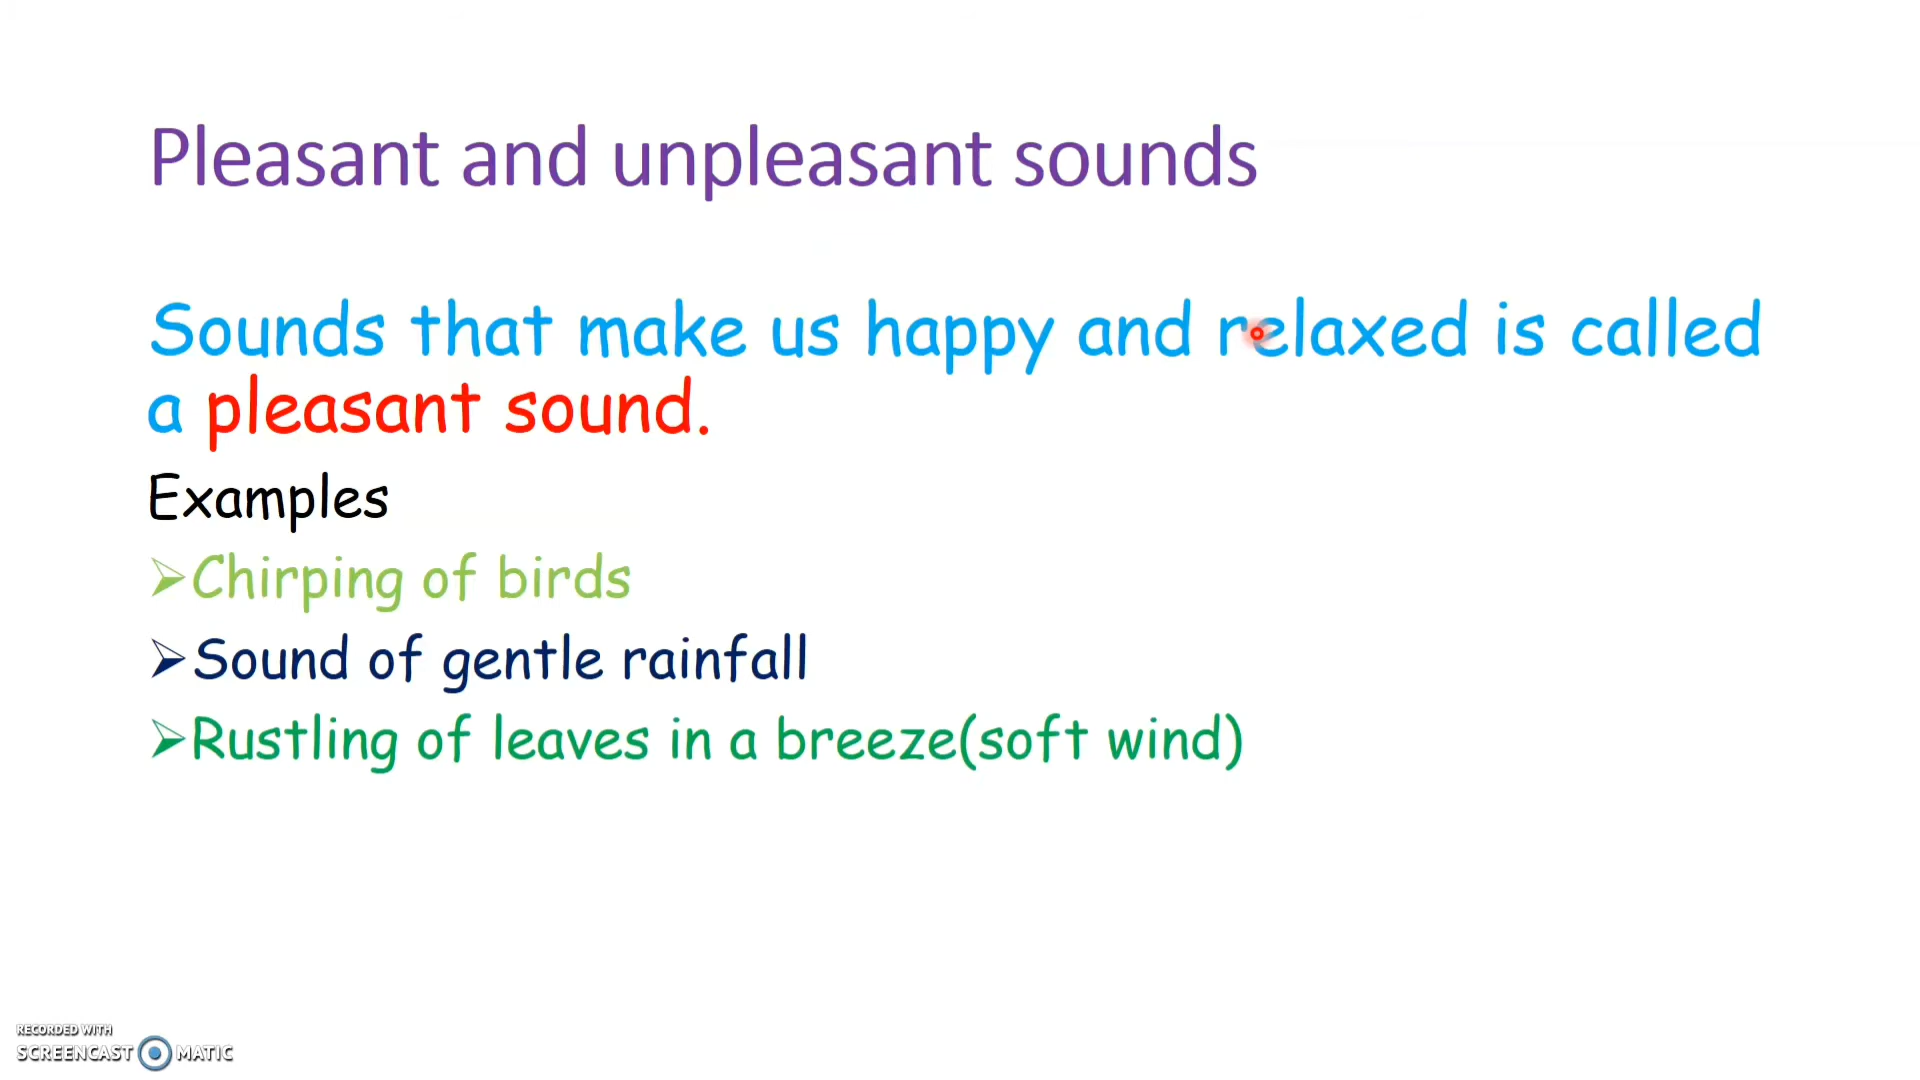 Pleasant and unpleasant sounds
Sounds that make us happy and relaxed is called
a pleasant sound.
Examples
➢Chirping of birds
➢Sound of gentle rainfall
➢Rustling of leaves in a breeze(soft wind)
RECORDED WITH
SCREENCAST MATIC